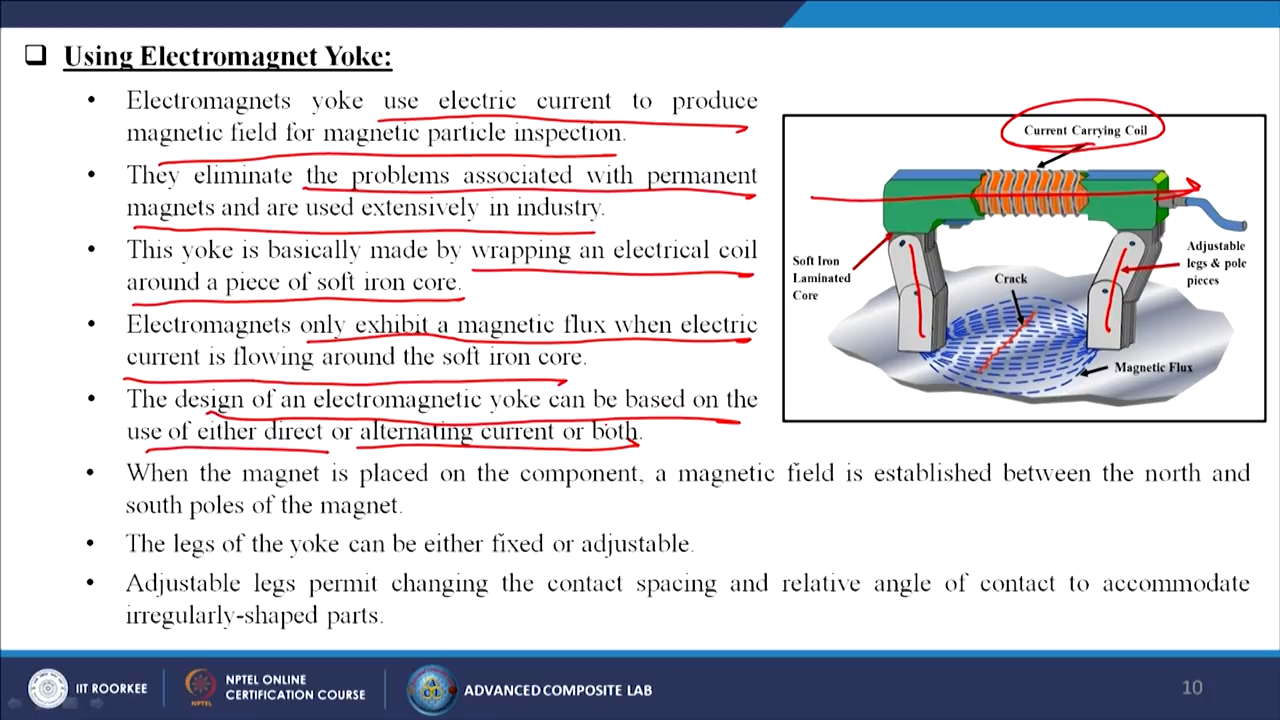 Using Electromagnet Yoke:
• Electromagnets yoke use electric current to produce
magnetic field for magnetic particle inspection.
• They eliminate the problems associated with permanent
magnets and are used extensively in industry.
• This yoke is basically made by wrapping an electrical coil
around a piece of soft iron core.
• Electromagnets only exhibit a magnetic flux when electric
current is flowing around the soft iron core.
• The design of an electromagnetic yoke can be based on the
use of either direct or alternating current or both.
• When the magnet is placed on the component, a magnetic field is established between the north and
south poles of the magnet.
• The legs of the yoke can be either fixed or adjustable.
• Adjustable legs permit changing the contact spacing and relative angle of contact to accommodate
irregularly-shaped parts.
Current Carrying Coil
Soft Iron
Laminated
Core
Crack
Adjustable
legs & pole
pieces
Magnetic Flux
IIT ROORKEE
NPTEL
NPTEL ONLINE
CERTIFICATION COURSE
ADVANCED COMPOSITE LAB
10